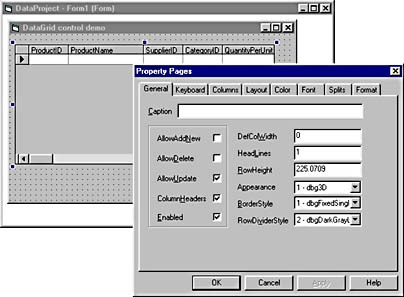 DataProject - Form1 (Form)
DataGrid control demo
ProductID ProductName SupplierID CategoryID QuantityPerUnit
Property Pages
General Keyboard Columns Layout Color Font Splits Format
Caption
AllowAddNew
DefColWidth 0
AllowDelete
HeadLines 1
AllowUpdate
RowHeight 225.0709
ColumnHeaders
Appearance 1 - dbg3D
Enabled
BorderStyle 1 - dbgFixedSingl
RowDividerStyle 2 - dbgDarkGrayL
OK Cancel Apply Help